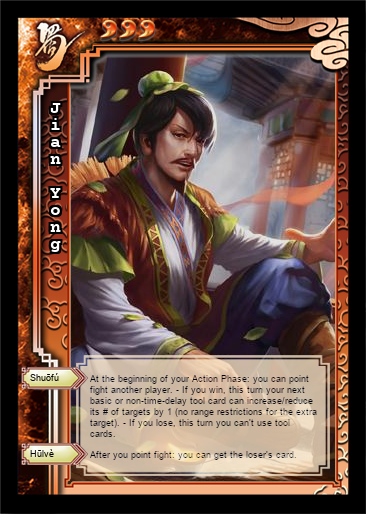 蜀
Jian Yong
Shuōfú
At the beginning of your Action Phase: you can point
fight another player. - If you win, this turn your next
basic or non-time-delay tool card can increase/reduce
its # of targets by 1 (no range restrictions for the extra
target). - If you lose, this turn you can't use tool
cards.
Hūlvè
After you point fight: you can get the loser's card.